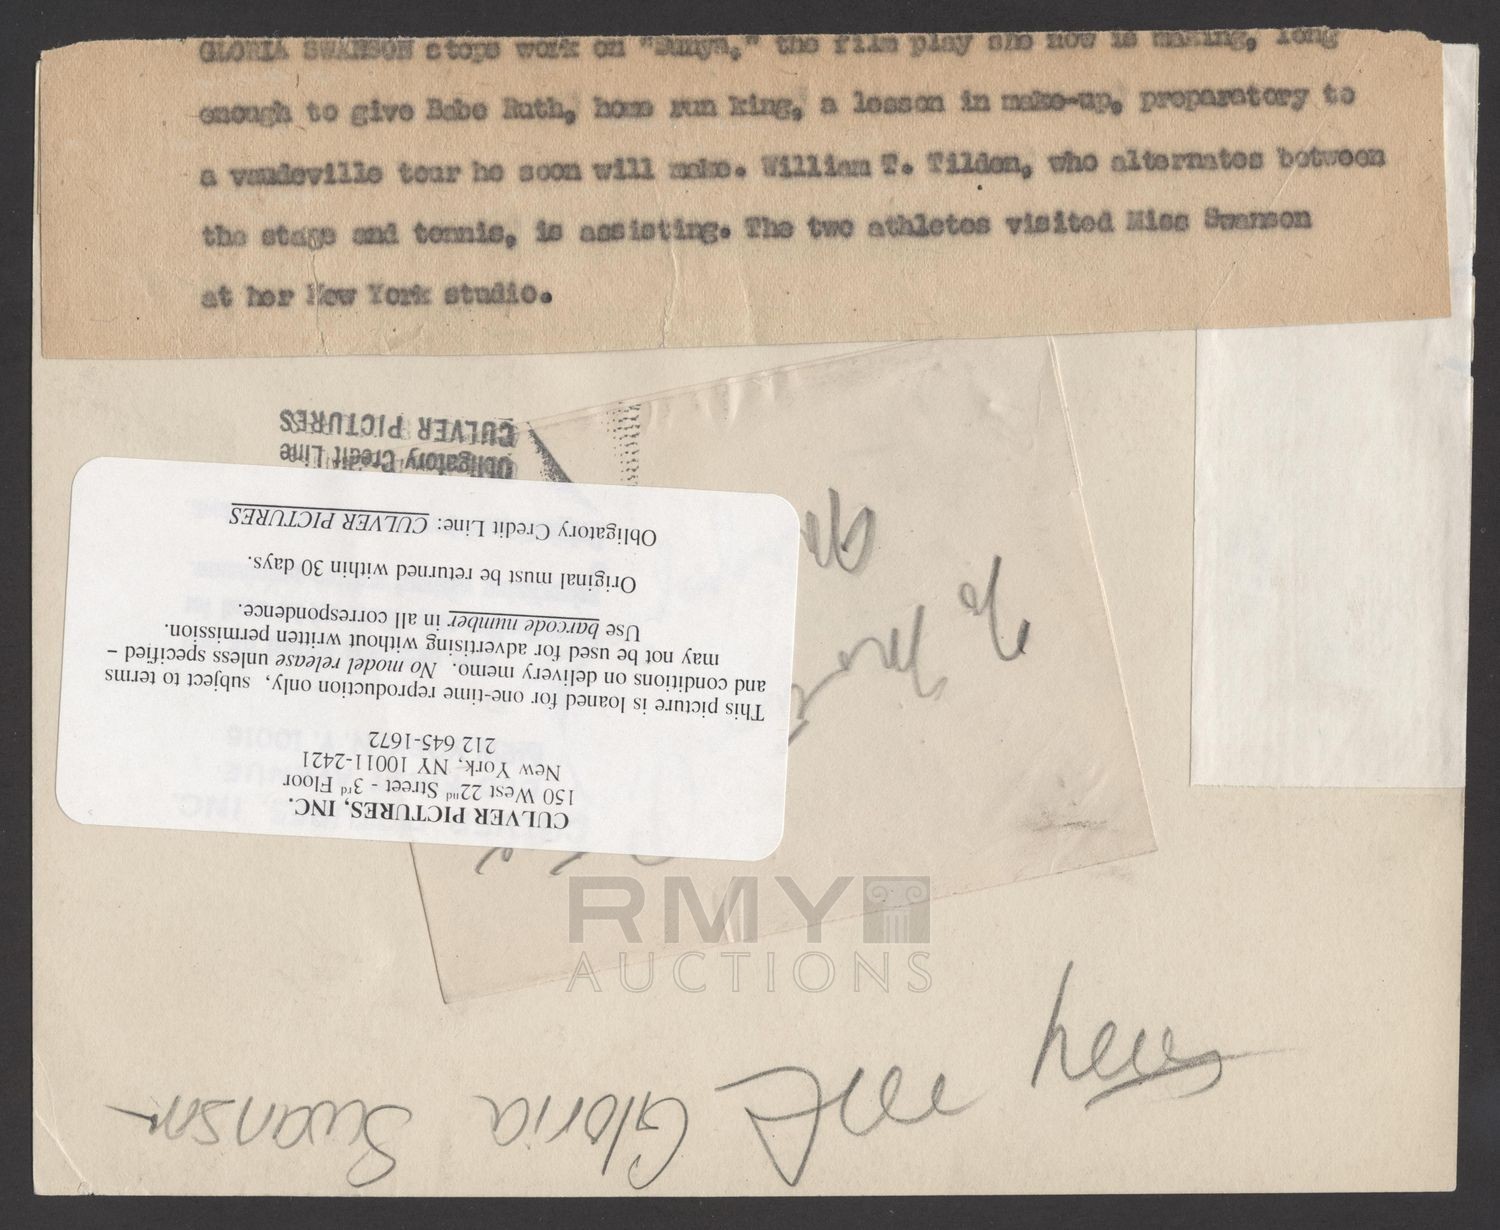 GLORIA SWANSON stops work on "Sunya," the film play she now is making, long
enough to give Babe Ruth, home run king, a lesson in make-up, preparatory to
a vaudeville tour he soon will make. William T. Tilden, who alternates between
the stage and tennis, is assisting. The two athletes visited Miss Swanson
at her New York studio.
Obligatory Credit Line
CULVER PICTURES
CULVER PICTURES, INC.
150 West 22nd Street - 3rd Floor
New York, NY 10011-2421
212 645-1672
This picture is loaned for one-time reproduction only, subject to terms
and conditions on delivery memo. No model release unless specified –
may not be used for advertising without written permission.
Use barcode number in all correspondence.
Original must be returned within 30 days.
Obligatory Credit Line: CULVER PICTURES
RMY
AUCTIONS
Gloria Swanson